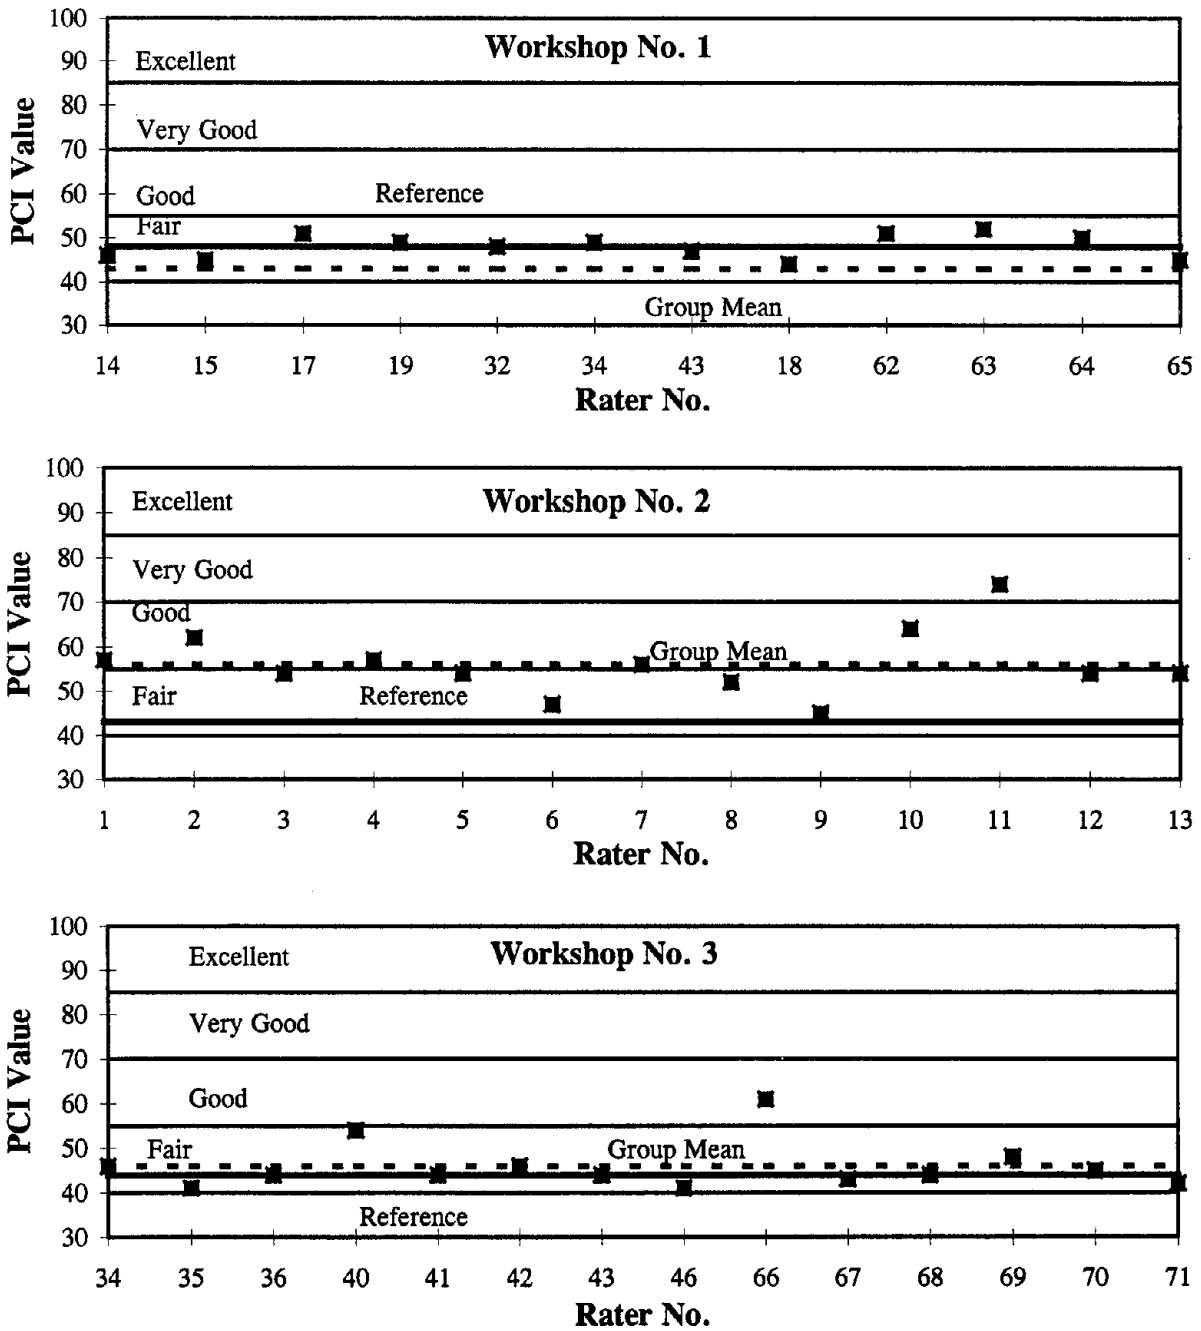 100
Workshop No. 1
90
Excellent
80
Very Good
70
60
Good
Reference
Fair
50
40
Group Mean
30
PCI Value
14 15 17 19 32 34 43 18 62 63 64 65
Rater No.
100
Workshop No. 2
90
Excellent
80
Very Good
70
Good
60
Group Mean
50
Fair
Reference
40
30
PCI Value
1 2 3 4 5 6 7 8 9 10 11 12 13
Rater No.
100
Workshop No. 3
90
Excellent
80
Very Good
70
60
Good
50
Fair
Group Mean
40
Reference
30
PCI Value
34 35 36 40 41 42 43 46 66 67 68 69 70 71
Rater No.